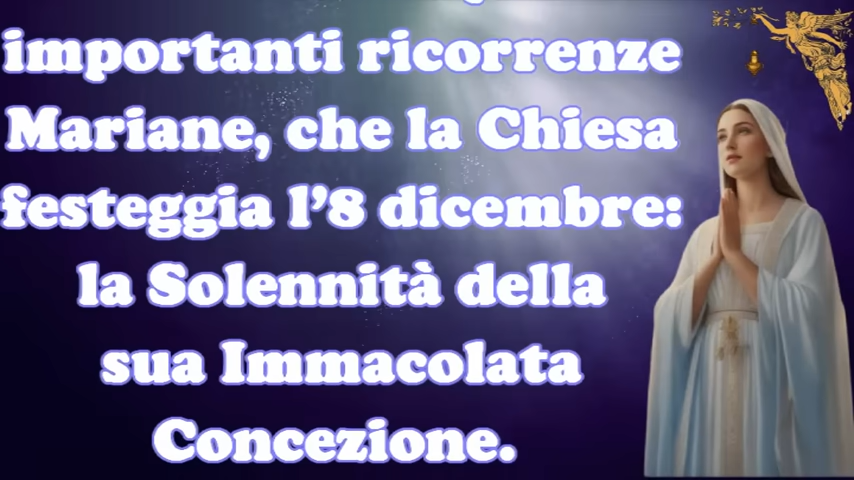 importanti ricorrenze
Mariane, che la Chiesa
festeggia l’8 dicembre:
la Solennità della
sua Immacolata
Concezione.